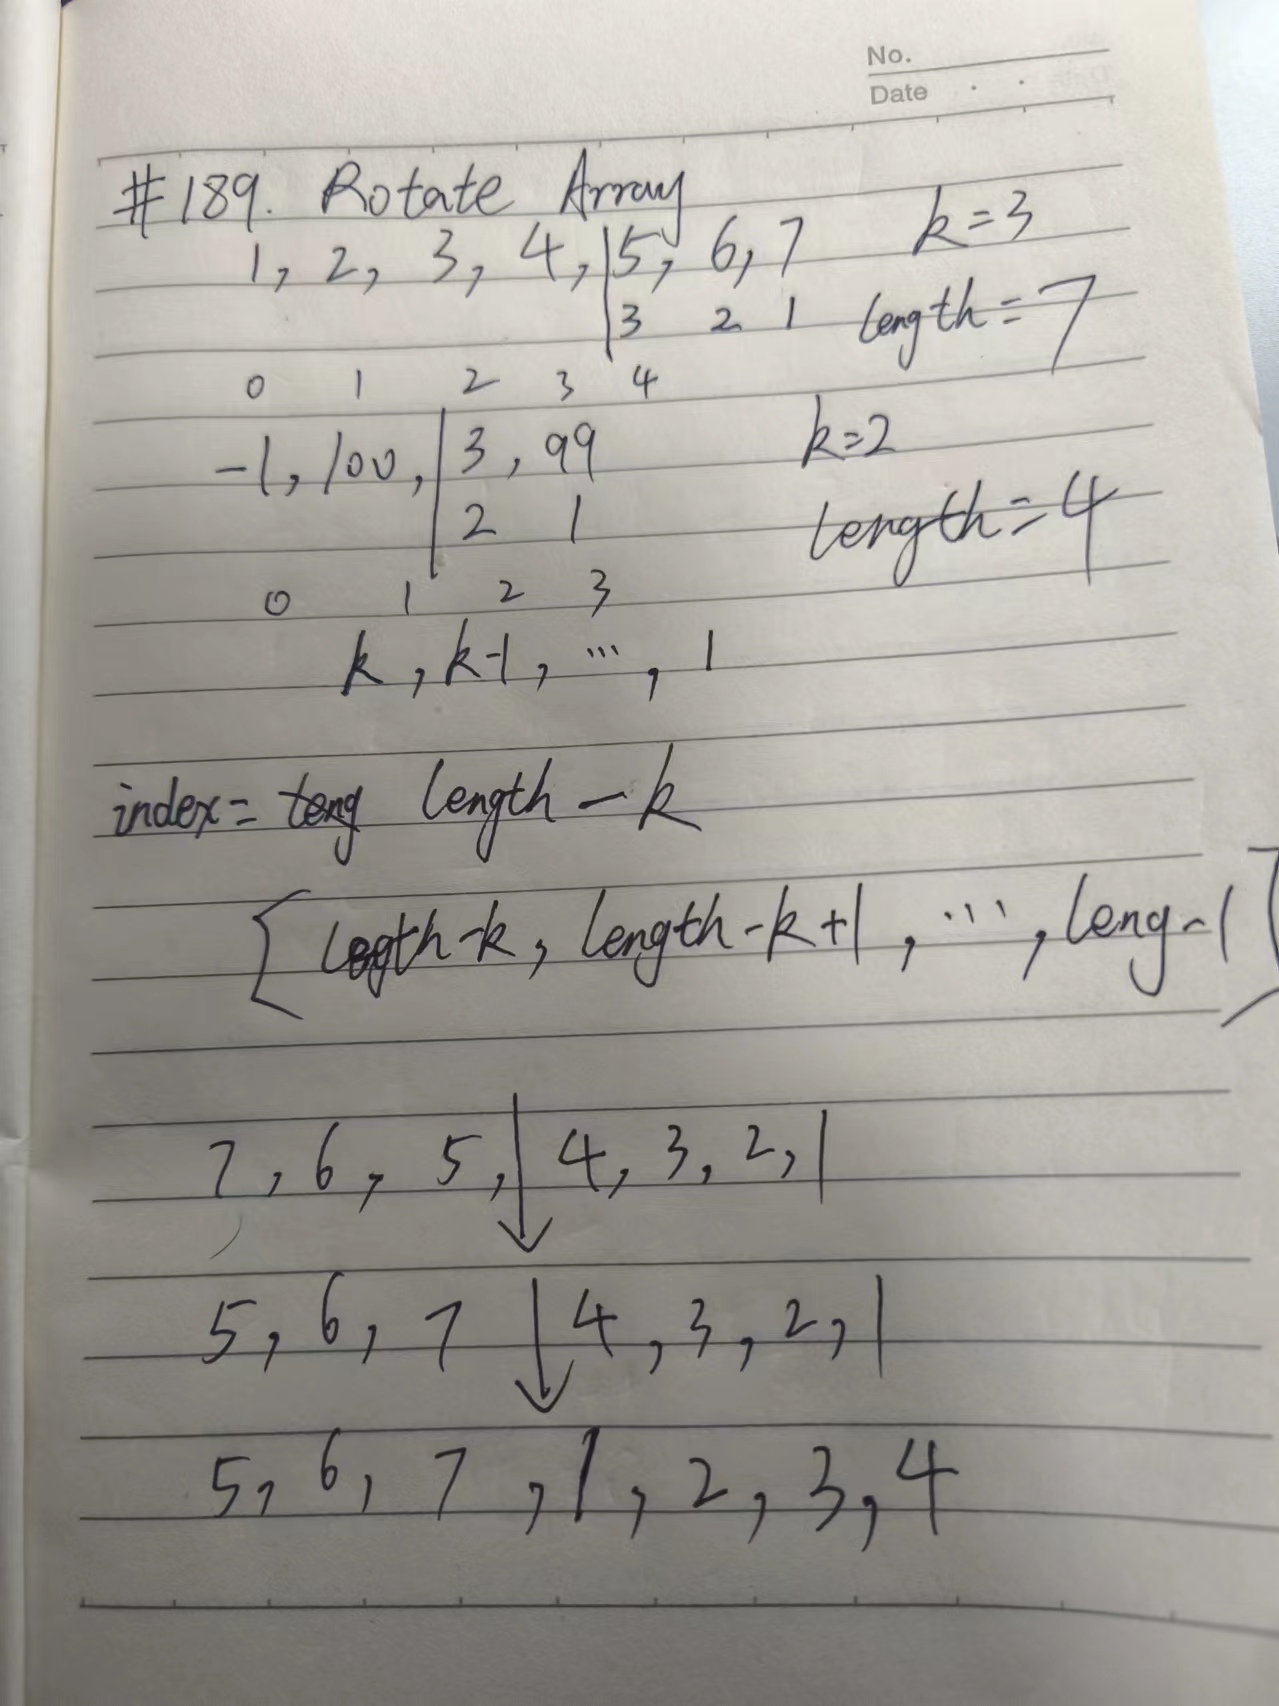 No.
Date
#189. Rotate Array
1, 2, 3, 4, 5, 6, 7 k=3
3 2 1 length=7
0 1 2 3 4
-1, 100, 3, 99 k=2
2 1 length=4
0 1 2 3
k, k-1, ..., 1
index= teng length-k
[ length-k, length-k+1, ..., leng-1 ]
7, 6, 5, 4, 3, 2, 1
5, 6, 7 4, 3, 2, 1
5, 6, 7, 1, 2, 3, 4